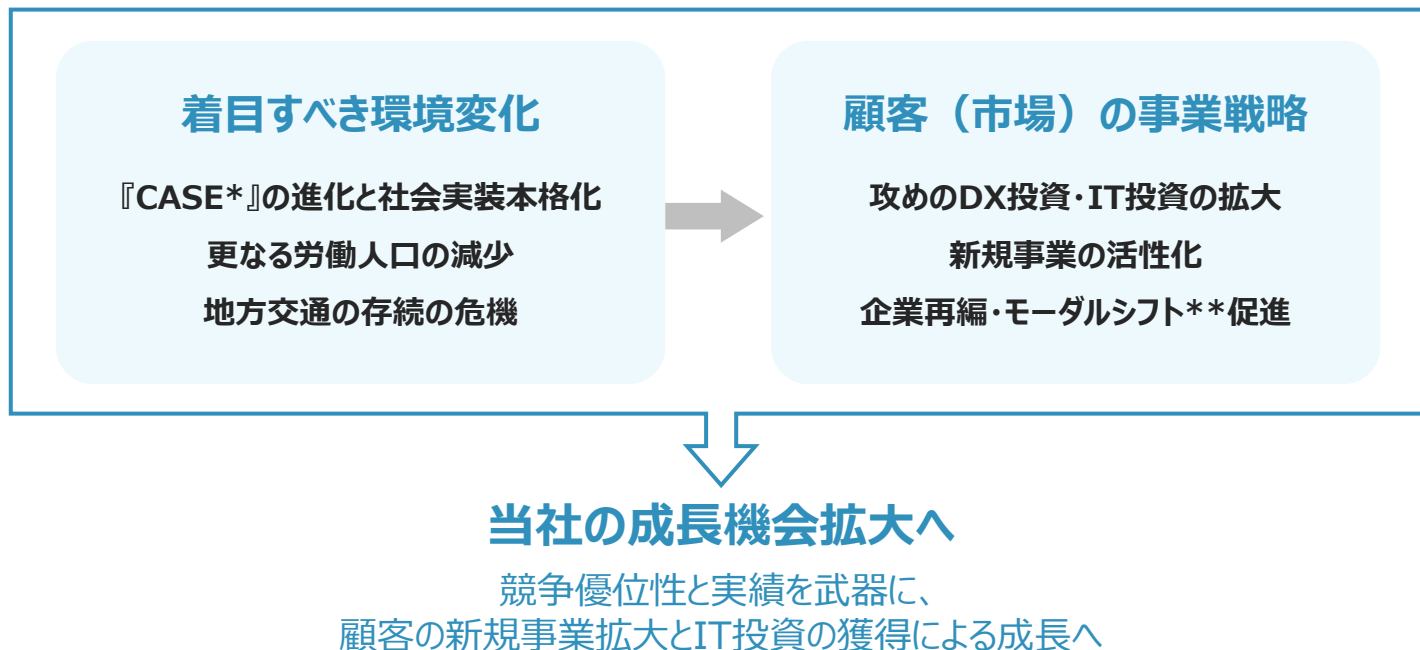 着目すべき環境変化
『CASE*』の進化と社会実装本格化
更なる労働人口の減少
地方交通の存続の危機
顧客（市場）の事業戦略
攻めのDX投資・IT投資の拡大
新規事業の活性化
企業再編・モーダルシフト**促進
当社の成長機会拡大へ
競争優位性と実績を武器に、
顧客の新規事業拡大とIT投資の獲得による成長へ